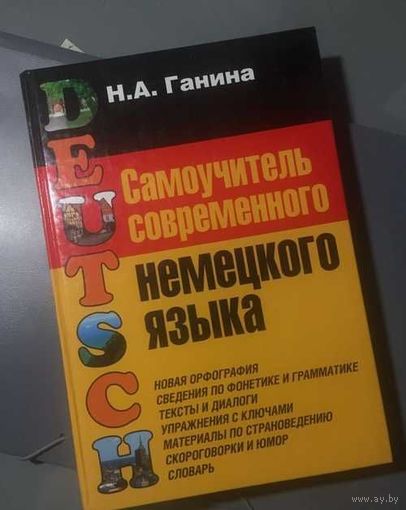 Н.А. Ганина
DEUTSCH
Самоучитель
современного
немецкого
языка
НОВАЯ ОРФОГРАФИЯ
СВЕДЕНИЯ ПО ФОНЕТИКЕ И ГРАММАТИКЕ
ТЕКСТЫ И ДИАЛОГИ
УПРАЖНЕНИЯ С КЛЮЧАМИ
МАТЕРИАЛЫ ПО СТРАНОВЕДЕНИЮ
СКОРОГОВОРКИ И ЮМОР
СЛОВАРЬ
www.ay.by